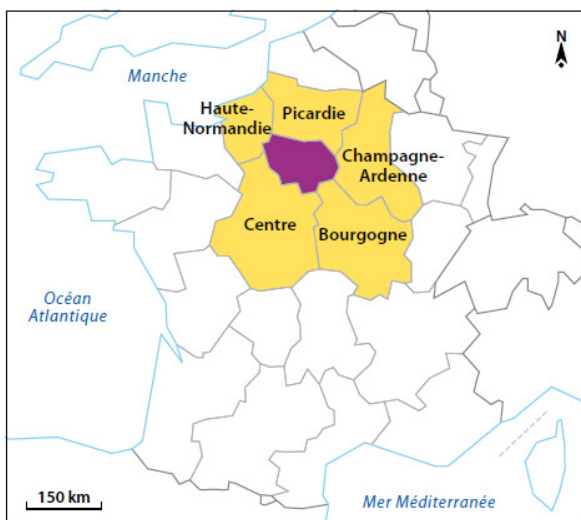 N
Manche
Haute-
Normandie
Picardie
Champagne-
Ardenne
Centre
Bourgogne
Océan
Atlantique
150 km
Mer Méditerranée